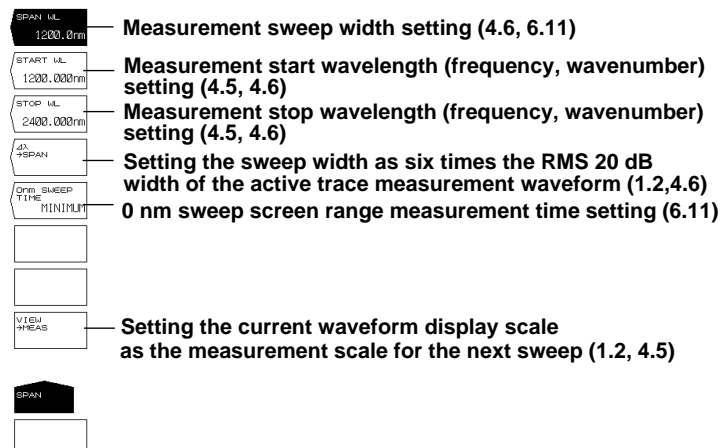 SPAN WL
1200.0nm
Measurement sweep width setting (4.6, 6.11)
START WL
1200.000nm
Measurement start wavelength (frequency, wavenumber)
setting (4.5, 4.6)
STOP WL
2400.000nm
Measurement stop wavelength (frequency, wavenumber)
setting (4.5, 4.6)
Δλ
→SPAN
Setting the sweep width as six times the RMS 20 dB
width of the active trace measurement waveform (1.2,4.6)
0nm SWEEP
TIME
MINIMUM
0 nm sweep screen range measurement time setting (6.11)
VIEW
→MEAS
Setting the current waveform display scale
as the measurement scale for the next sweep (1.2, 4.5)
SPAN